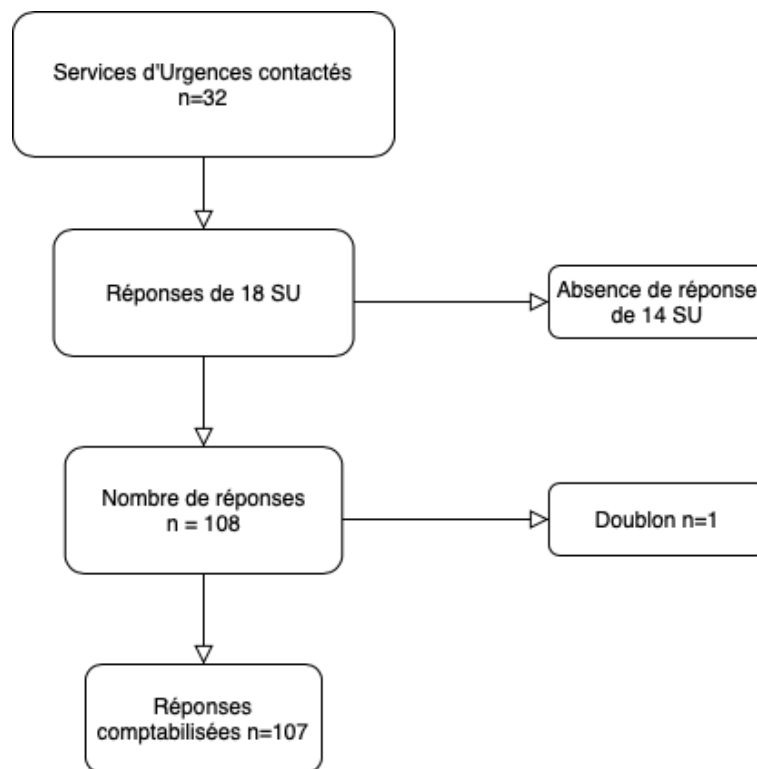 Services d'Urgences contactés
n=32
Réponses de 18 SU
Absence de réponse
de 14 SU
Nombre de réponses
n = 108
Doublon n=1
Réponses
comptabilisées n=107